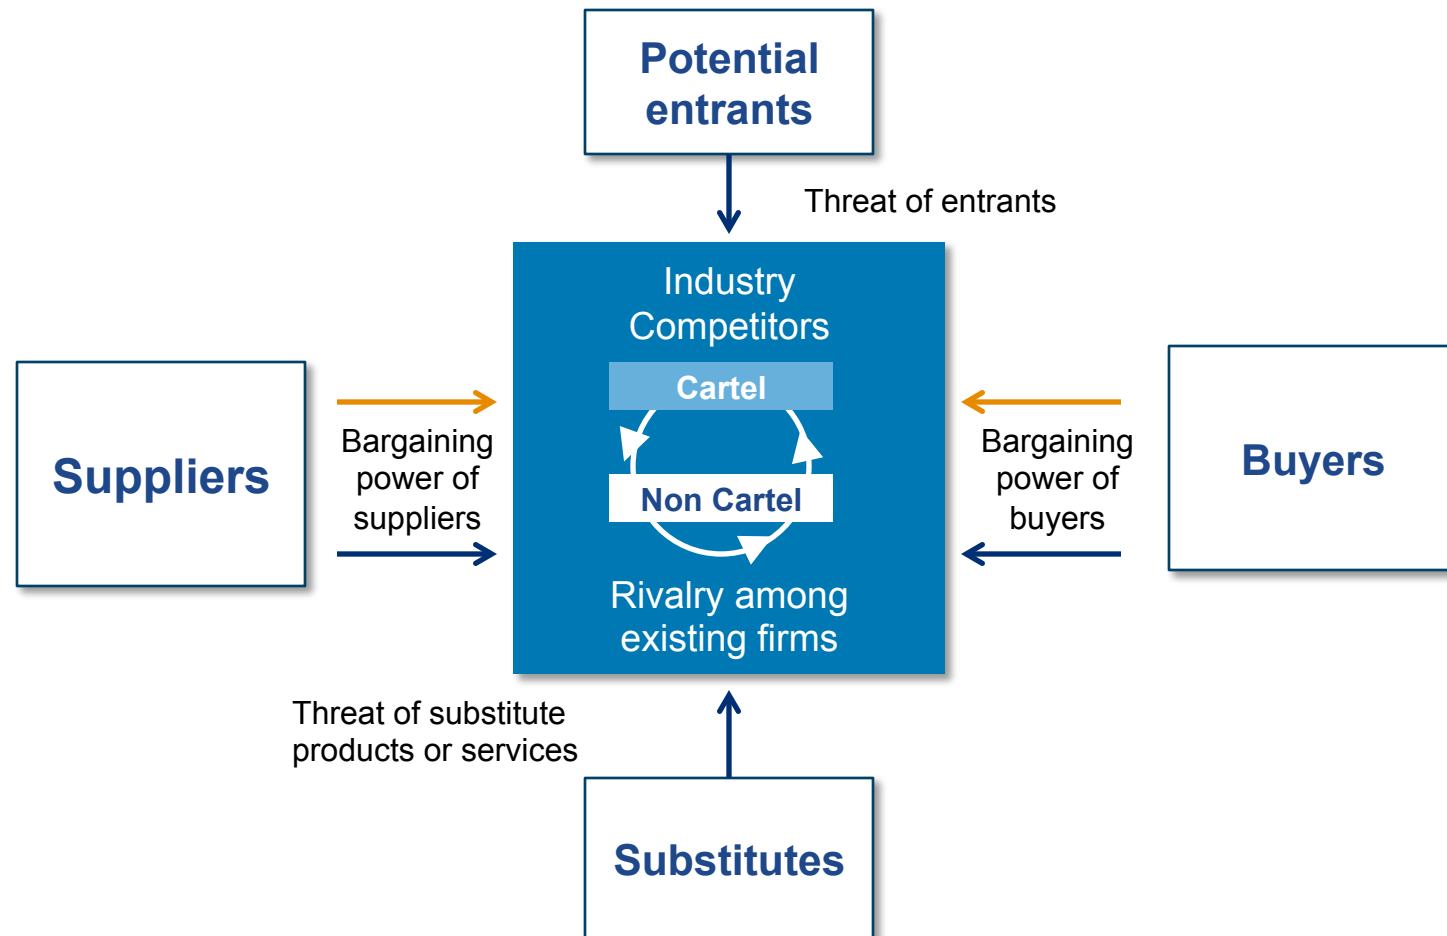 Potential
entrants
Threat of entrants
Industry
Competitors
Cartel
Suppliers
Bargaining
power of
suppliers
Non Cartel
Bargaining
power of
buyers
Buyers
Rivalry among
existing firms
Threat of substitute
products or services
Substitutes